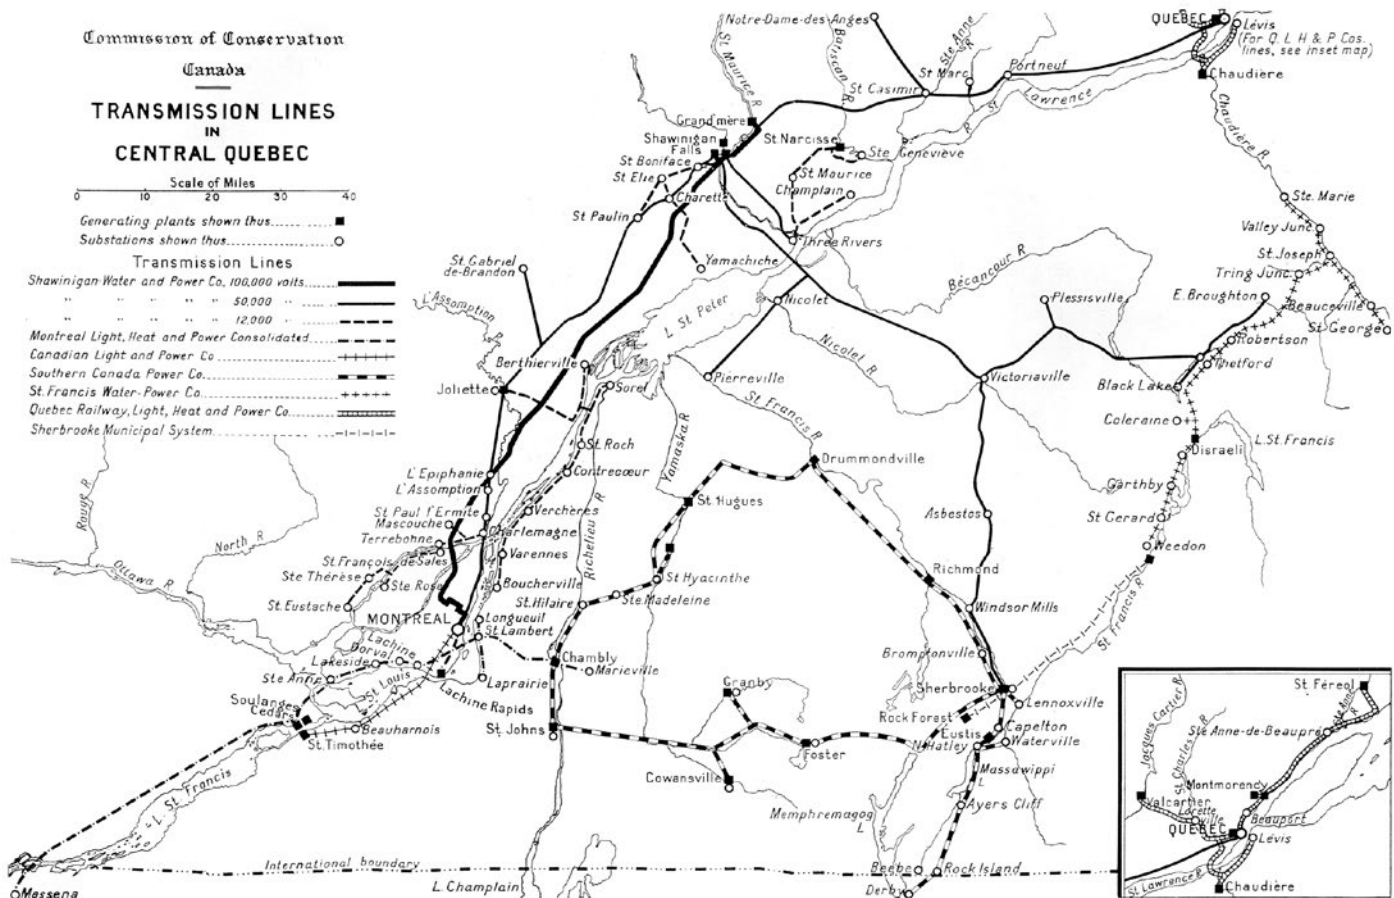 Commission of Conservation
Canada
TRANSMISSION LINES
IN
CENTRAL QUEBEC
Scale of Miles
10 0 10 20 30 40
Generating plants shown thus
Substations shown thus
Transmission Lines
Shawinigan Water and Power Co. 100,000 volts
" " " " 50,000 "
" " " " 12,000 "
Montreal Light, Heat and Power Consolidated
Canadian Light and Power Co
Southern Canada Power Co.
St. Francis Water-Power Co.
Quebec Railway, Light, Heat and Power Co.
Sherbrooke Municipal System
Notre-Dame-des-Anges
St Maurice R
Batiscan
R
Ste Anne
R
QUEBEC
Lévis
(For Q. L H & P Cos.
lines, see inset map)
Chaudière
Portneuf
St Marc
St Casimir
R St Lawrence
Chaudière R
Grand'mère
Shawinigan
Falls
St. Narcisse
Ste Geneviève
St Boniface
St Elie
St Maurice
Champlain
Charette
St Paulin
Three Rivers
Yamachiche
Ste. Marie
Valley Junc.
St. Joseph
Tring Junc.
Beauceville
St. George
E. Broughton
Robertson
Thetford
Black Lake
Bécancour R
Plessisville
St. Gabriel
de-Brandon
L'Assomption R
L. St. Peter
Nicolet
Nicolet R
Berthierville
Sorel
Joliette
Pierreville
Victoriaville
Coleraine
L. St. Francis
Disraeli
St. Francis R
Yamaska R
St. Roch
Drummondville
Contrecœur
L'Epiphanie
L'Assomption
Garthby
St. Hugues
St Gerard
Asbestos
Weedon
St. Paul l'Ermite
Mascouche
Verchères
Charlemagne
Terrebonne
Rouge R
North R
Ottawa R
Varennes
St. François-de-Sales
Ste Thérèse
Ste Rose
Richelieu R
St Hyacinthe
Richmond
Boucherville
St. Eustache
St. Hilaire
Ste. Madeleine
Windsor Mills
St. Francis R
MONTREAL
Longueuil
St. Lambert
Lachine
Dorval
Lakeside
Chambly
Marieville
Bromptonville
Ste Anne
St Louis
Laprairie
Lachine Rapids
Granby
Sherbrooke
Lennoxville
Rock Forest
Soulanges
Cedars
Beauharnois
St. Timothée
St. Johns
Capelton
Eustis
Waterville
N. Hatley
Foster
Massawippi
L
Cowansville
L. St. Francis
Memphremagog
L
Ayers Cliff
International boundary
Beebe
Rock Island
Derby
Massena
L. Champlain
St. Féreol
Ste Anne
R
Jacques Cartier R
St Charles R
Ste Anne-de-Beaupré
Montmorency
Valcartier
Lorette
ville
Beauport
QUEBEC
Lévis
St Lawrence R
Chaudière